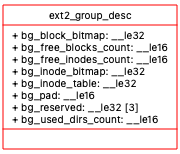 ext2_group_desc
+ bg_block_bitmap: __le32
+ bg_free_blocks_count: __le16
+ bg_free_inodes_count: __le16
+ bg_inode_bitmap: __le32
+ bg_inode_table: __le32
+ bg_pad: __le16
+ bg_reserved: __le32 [3]
+ bg_used_dirs_count: __le16